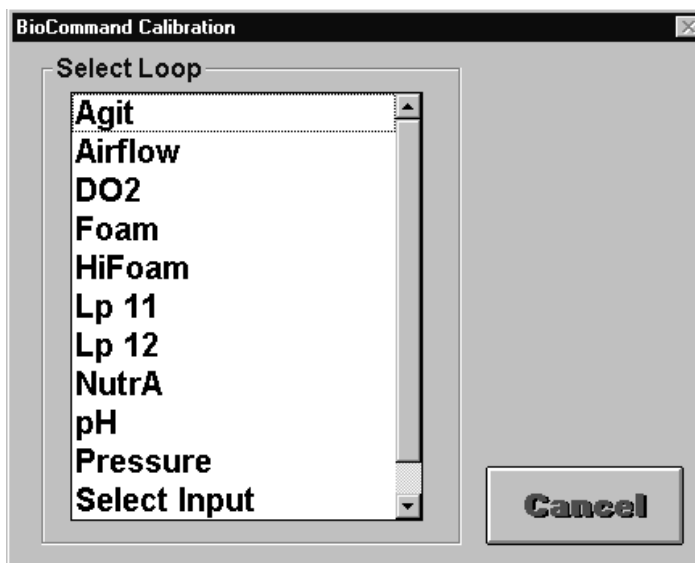 BioCommand Calibration
Select Loop
Agit
Airflow
DO2
Foam
HiFoam
Lp 11
Lp 12
NutrA
pH
Pressure
Select Input
Cancel